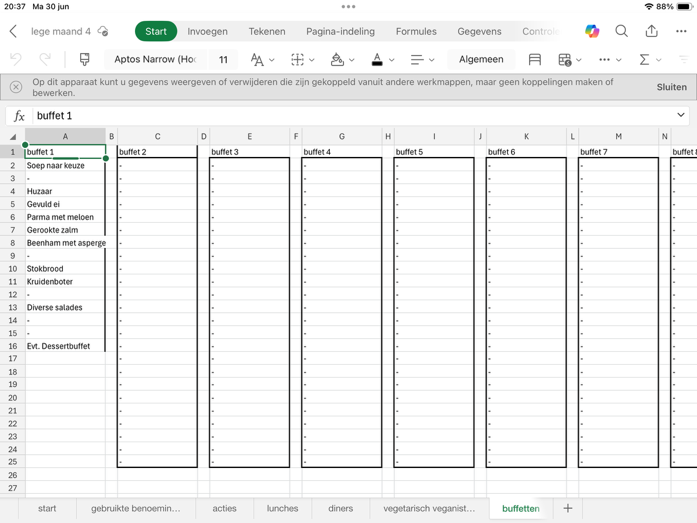 20:37 Ma 30 jun
88%
lege maand 4
Start Invoegen Tekenen Pagina-indeling Formules Gegevens
Aptos Narrow 11 Algemeen
Op dit apparaat kunt u gegevens weergeven of verwijderen die zijn gekoppeld vanuit andere werkmappen, maar geen koppelingen maken of
bewerken.
Sluiten
fx buffet 1
A B C D E F G H I J K L M N
1 buffet 1 buffet 2 buffet 3 buffet 4 buffet 5 buffet 6 buffet 7 buffet 8
2 Soep naar keuze - - - - - - -
3 - - - - - - - -
4 Huzaar - - - - - - -
5 Gevuld ei - - - - - - -
6 Parma met meloen - - - - - - -
7 Gerookte zalm - - - - - - -
8 Beenham met asperge - - - - - - -
9 - - - - - - - -
10 Stokbrood - - - - - - -
11 Kruidenboter - - - - - - -
12 - - - - - - - -
13 Diverse salades - - - - - - -
14 - - - - - - - -
15 - - - - - - - -
16 Evt. Dessertbuffet - - - - - - -
17 - - - - - - -
18 - - - - - - -
19 - - - - - - -
20 - - - - - - -
21 - - - - - - -
22 - - - - - - -
23 - - - - - - -
24 - - - - - - -
25 - - - - - - -
26
27
start gebruikte benoemin... acties lunches diners vegetarisch veganist... buffetten